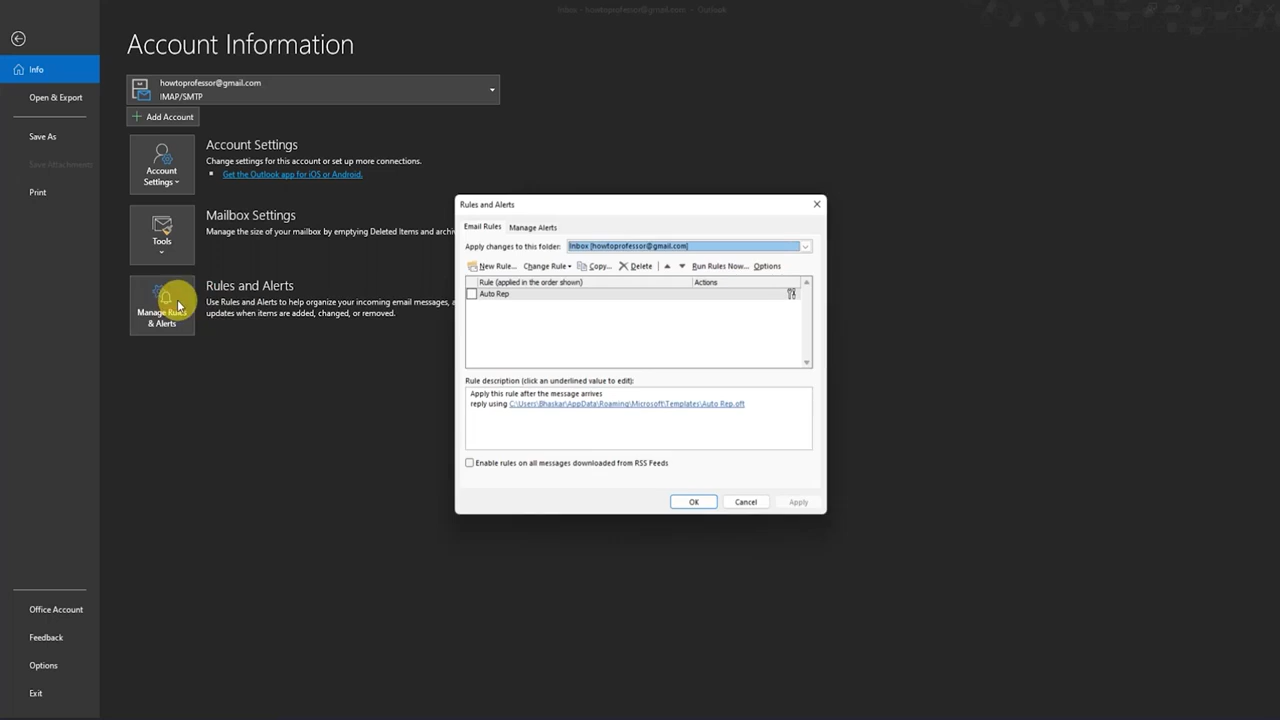 Inbox - howtoprofessor@gmail.com - Outlook
Account Information
Info
howtoprofessor@gmail.com
IMAP/SMTP
Open & Export
Add Account
Save As
Account Settings
Change settings for this account or set up more connections.
Account
Settings
Get the Outlook app for iOS or Android.
Save Attachments
Print
Mailbox Settings
Manage the size of your mailbox by emptying Deleted Items and archiv
Tools
Rules and Alerts
Use Rules and Alerts to help organize your incoming email messages, a
updates when items are added, changed, or removed.
Manage Rules
& Alerts
Rules and Alerts
Email Rules Manage Alerts
Apply changes to this folder: Inbox [howtoprofessor@gmail.com]
New Rule... Change Rule Copy... Delete Run Rules Now... Options
Rule (applied in the order shown) Actions
Auto Rep
Rule description (click an underlined value to edit):
Apply this rule after the message arrives
reply using C:\Users\Bhaskar\AppData\Roaming\Microsoft\Templates\Auto Rep.oft
Enable rules on all messages downloaded from RSS Feeds
OK Cancel Apply
Office Account
Feedback
Options
Exit